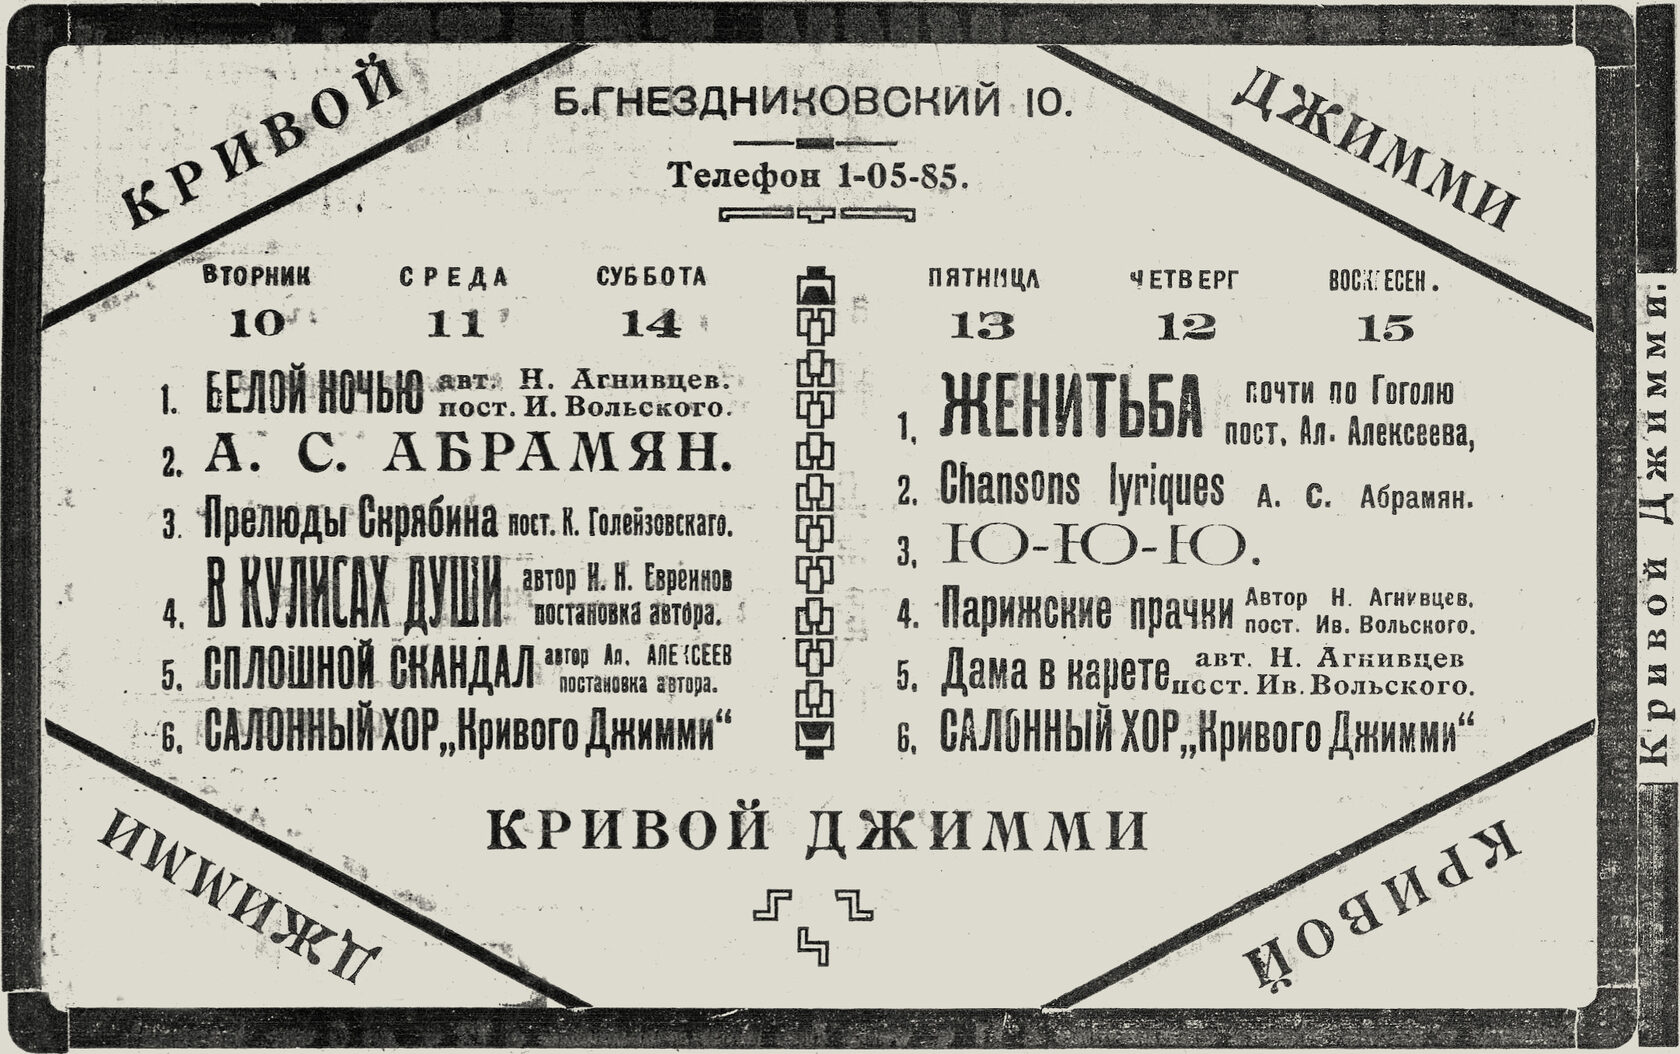 КРИВОЙ
ДЖИММИ
Б. ГНЕЗДНИКОВСКИЙ 10.
Телефон 1-05-85.
ВТОРНИК СРЕДА СУББОТА
10 11 14
1. БЕЛОЙ НОЧЬЮ авт. Н. Агнивцев.
пост. И. Вольского.
2. А. С. АБРАМЯН.
3. Прелюды Скрябина пост. К. Голейзовскаго.
4. В КУЛИСАХ ДУШИ автор Н. Н. Евреинов
постановка автора.
5. СПЛОШНОЙ СКАНДАЛ автор Ал. АЛЕКСЕЕВ
постановка автора.
6. САЛОННЫЙ ХОР „Кривого Джимми“
ПЯТНИЦА ЧЕТВЕРГ ВОСКРЕСЕН.
13 12 15
1. ЖЕНИТЬБА почти по Гоголю
пост. Ал. Алексеева,
2. Chansons lyriques А. С. Абрамян.
3. Ю-Ю-Ю.
4. Парижские прачки Автор Н. Агнивцев.
пост. Ив. Вольского.
5. Дама в карете авт. Н. Агнивцев
пост. Ив. Вольского.
6. САЛОННЫЙ ХОР „Кривого Джимми“
КРИВОЙ ДЖИММИ
ДЖИММИ
КРИВОЙ
Кривой Джимми.